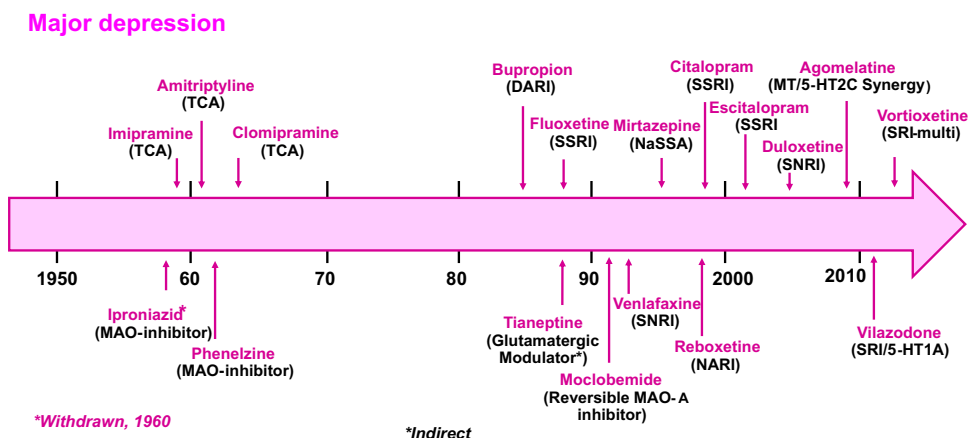 Major depression
Amitriptyline
(TCA)
Imipramine
(TCA)
Clomipramine
(TCA)
Bupropion
(DARI)
Fluoxetine
(SSRI)
Mirtazepine
(NaSSA)
Citalopram
(SSRI)
Escitalopram
(SSRI
Duloxetine
(SNRI)
Agomelatine
(MT/5-HT2C Synergy)
Vortioxetine
(SRI-multi)
1950 60 70 80 90 2000 2010
Iproniazid*
(MAO-inhibitor)
Phenelzine
(MAO-inhibitor)
Tianeptine
(Glutamatergic
Modulator*)
Moclobemide
(Reversible MAO-A
inhibitor)
Venlafaxine
(SNRI)
Reboxetine
(NARI)
Vilazodone
(SRI/5-HT1A)
*Withdrawn, 1960
*Indirect